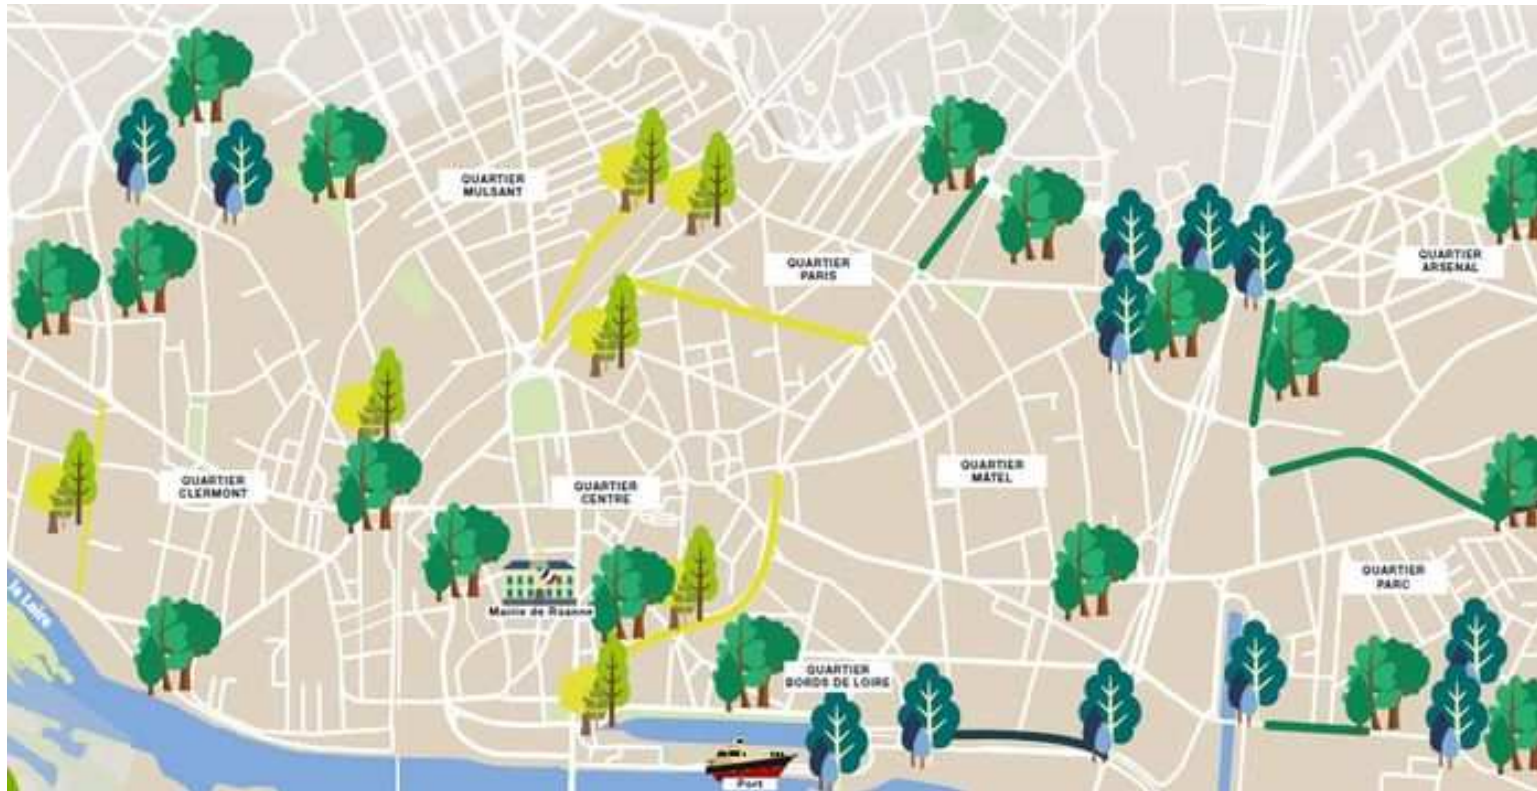 QUARTIER
MULSANT
QUARTIER
PARIS
QUARTIER
ARSENAL
QUARTIER
CLERMONT
QUARTIER
CENTRE
QUARTIER
MATEL
QUARTIER
PARC
Mairie de Roanne
la Loire
QUARTIER
BORDS DE LOIRE
Port